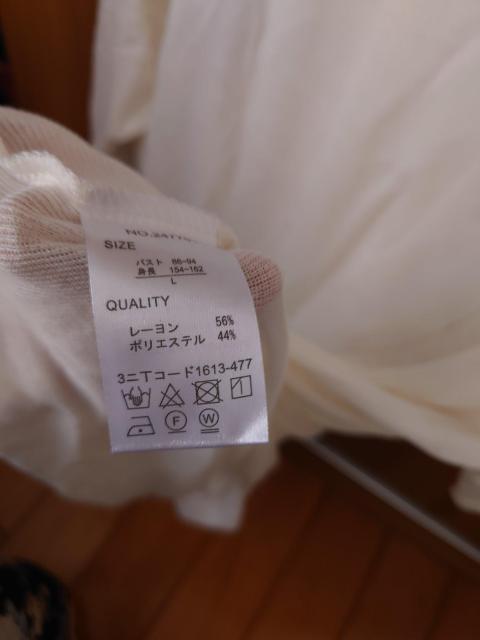 SIZE
バスト 86-94
身長 154-162
L
QUALITY
レーヨン 56%
ポリエステル 44%
3ニTコード1613-477
F W